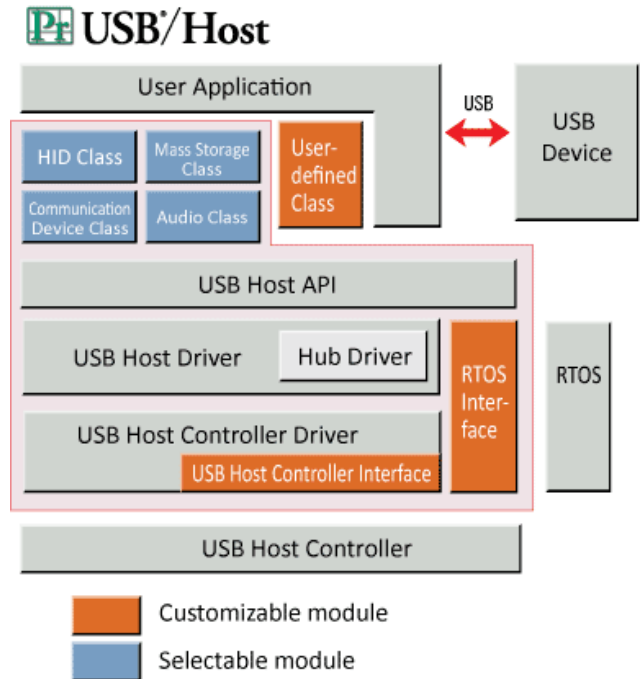 Pr USB®/Host
User Application
USB
USB
Device
HID Class
Mass Storage
Class
User-
defined
Class
Communication
Device Class
Audio Class
USB Host API
USB Host Driver
Hub Driver
RTOS
Inter-
face
RTOS
USB Host Controller Driver
USB Host Controller Interface
USB Host Controller
Customizable module
Selectable module